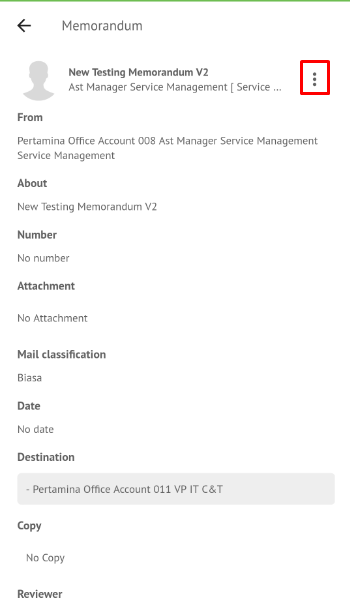 Memorandum
New Testing Memorandum V2
Ast Manager Service Management [ Service ...
From
Pertamina Office Account 008 Ast Manager Service Management
Service Management
About
New Testing Memorandum V2
Number
No number
Attachment
No Attachment
Mail classification
Biasa
Date
No date
Destination
- Pertamina Office Account 011 VP IT C&T
Copy
No Copy
Reviewer